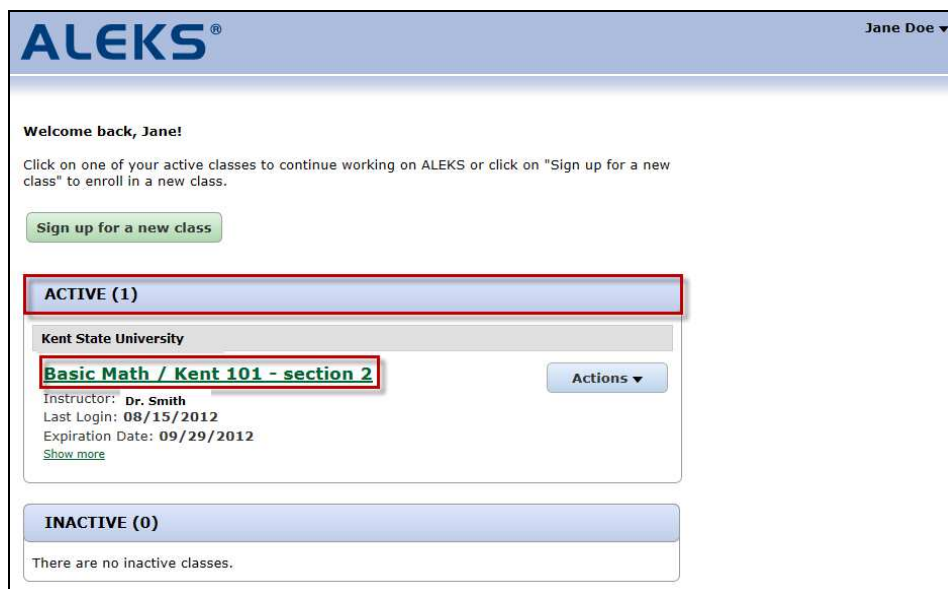 ALEKS®
Jane Doe ▼
Welcome back, Jane!
Click on one of your active classes to continue working on ALEKS or click on "Sign up for a new
class" to enroll in a new class.
Sign up for a new class
ACTIVE (1)
Kent State University
Basic Math / Kent 101 - section 2
Actions ▼
Instructor: Dr. Smith
Last Login: 08/15/2012
Expiration Date: 09/29/2012
Show more
INACTIVE (0)
There are no inactive classes.